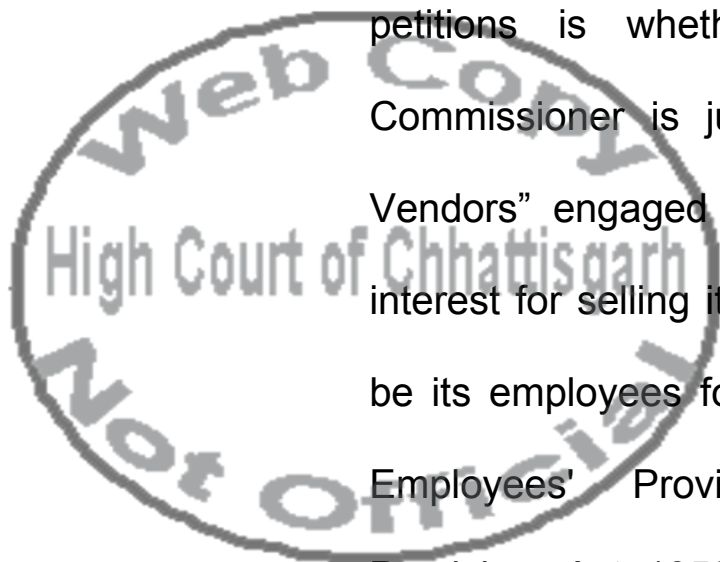 petitions is wheth
Commissioner is ju
Vendors” engaged
interest for selling it
be its employees fo
Employees' Provi
Web Copy
High Court of Chhattisgarh
Not Official